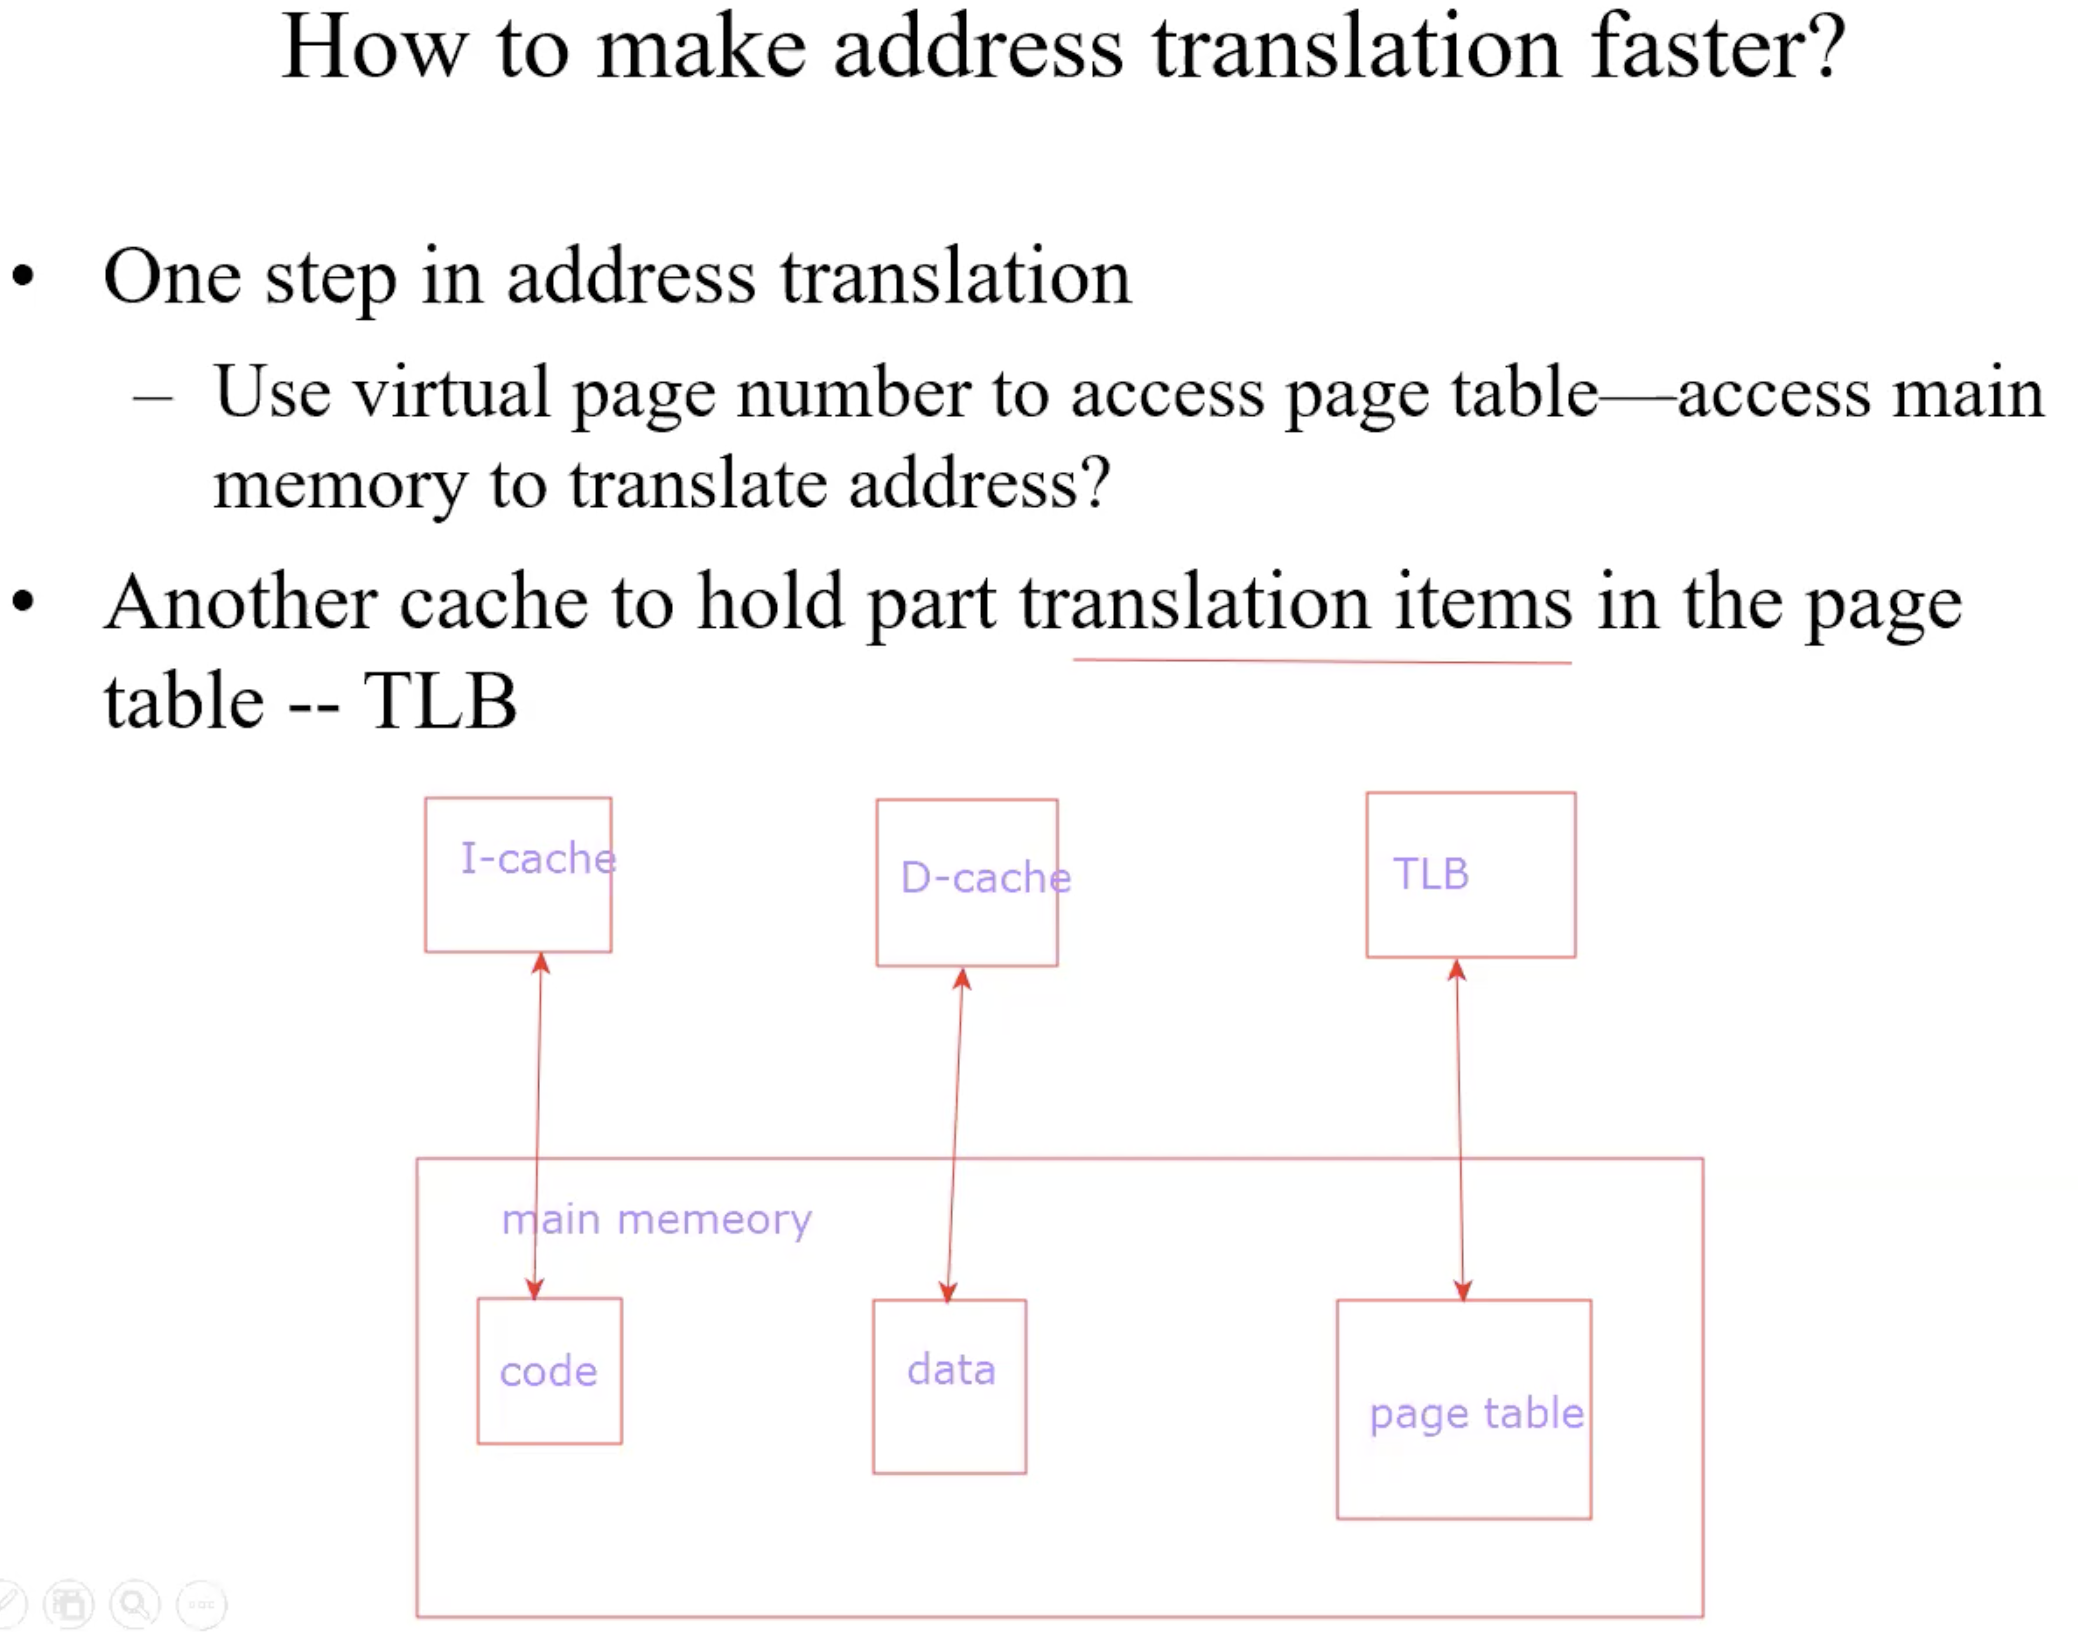 How to make address translation faster?
• One step in address translation
– Use virtual page number to access page table—access main
memory to translate address?
• Another cache to hold part translation items in the page
table -- TLB
I-cache
D-cache
TLB
main memeory
code
data
page table